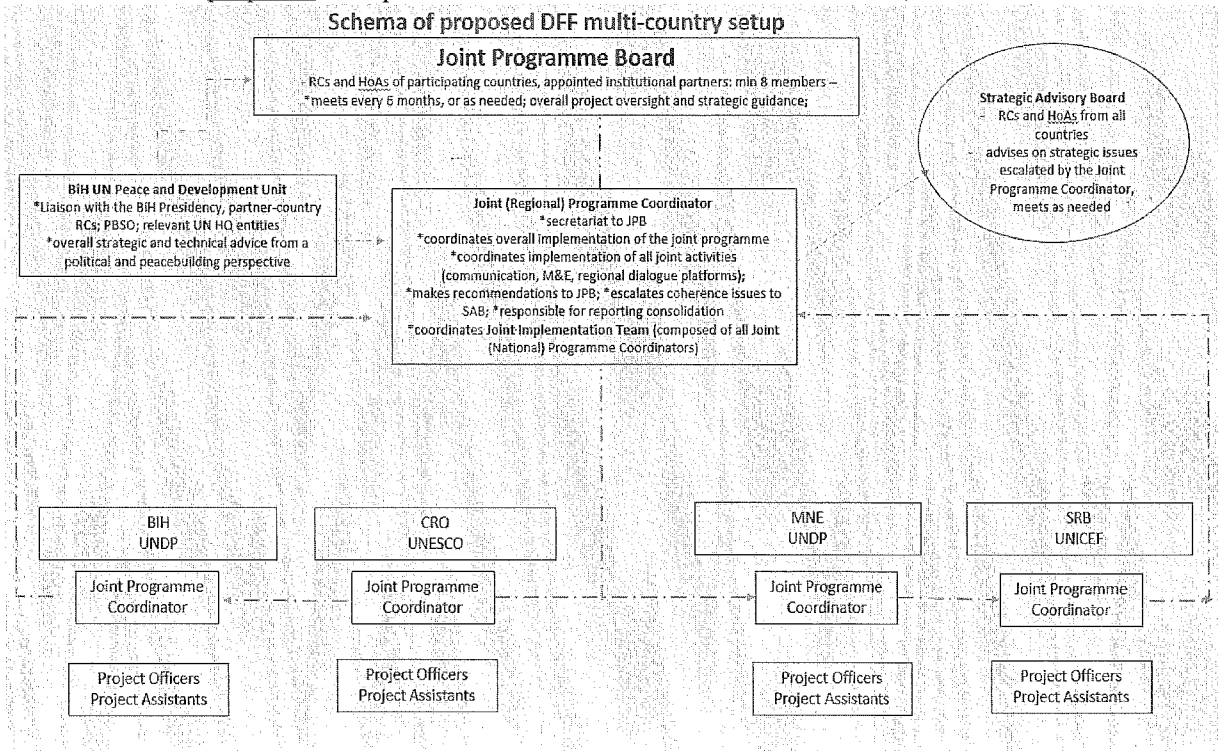 Schema of proposed DFF multi-country setup
Joint Programme Board
- RCs and HoAs of participating countries, appointed institutional partners: min 8 members –
*meets every 6 months, or as needed; overall project oversight and strategic guidance;
Strategic Advisory Board
- RCs and HoAs from all
countries
- advises on strategic issues
escalated by the Joint
Programme Coordinator,
meets as needed
BiH UN Peace and Development Unit
*Liaison with the BiH Presidency, partner-country
RCs; PBSO; relevant UN HQ entities
*overall strategic and technical advice from a
political and peacebuilding perspective
Joint (Regional) Programme Coordinator
*secretariat to JPB
*coordinates overall implementation of the joint programme
*coordinates implementation of all joint activities
(communication, M&E, regional dialogue platforms);
*makes recommendations to JPB; *escalates coherence issues to
SAB; *responsible for reporting consolidation
*coordinates Joint Implementation Team (composed of all Joint
(National) Programme Coordinators)
BIH
UNDP
CRO
UNESCO
MNE
UNDP
SRB
UNICEF
Joint Programme
Coordinator
Joint Programme
Coordinator
Joint Programme
Coordinator
Joint Programme
Coordinator
Project Officers
Project Assistants
Project Officers
Project Assistants
Project Officers
Project Assistants
Project Officers
Project Assistants